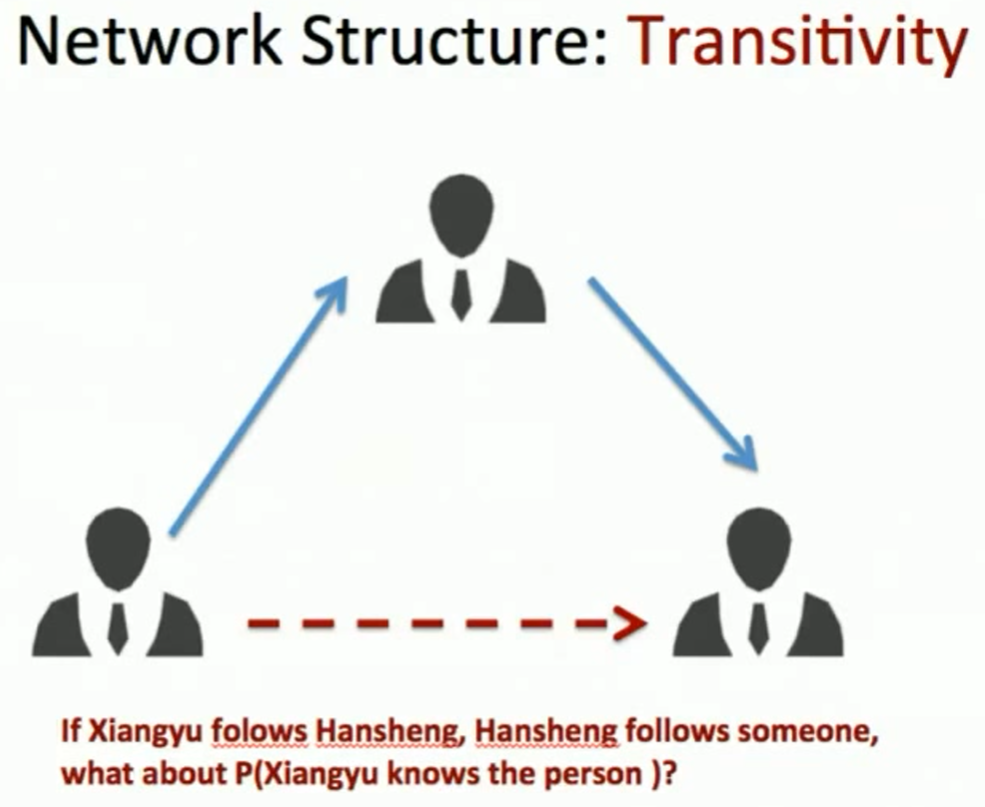 Network Structure: Transitivity
If Xiangyu folows Hansheng, Hansheng follows someone,
what about P(Xiangyu knows the person )?